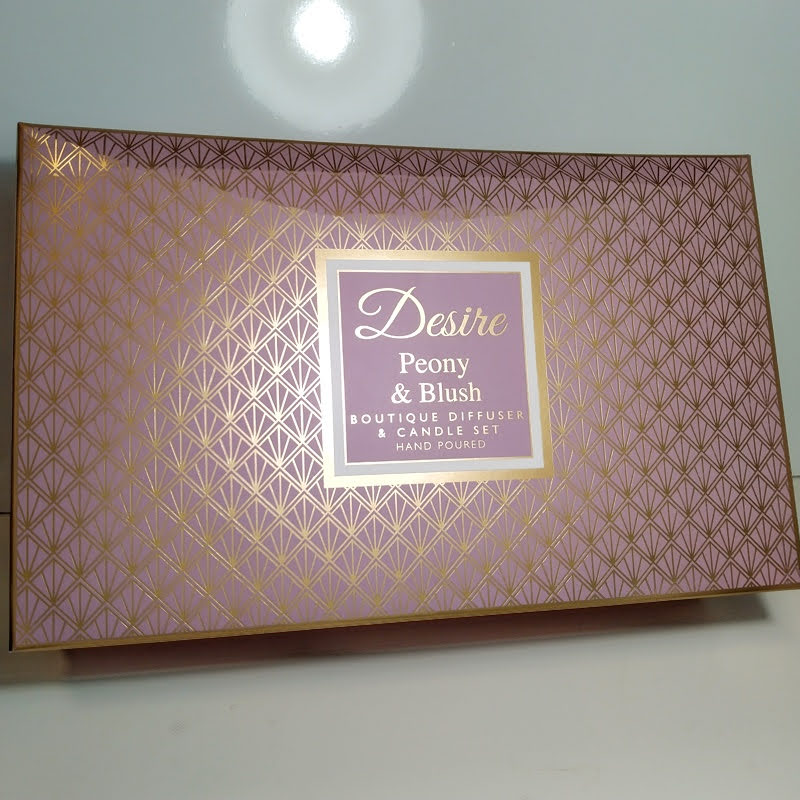 Desire
Peony
& Blush
BOUTIQUE DIFFUSER
& CANDLE SET
HAND POURED